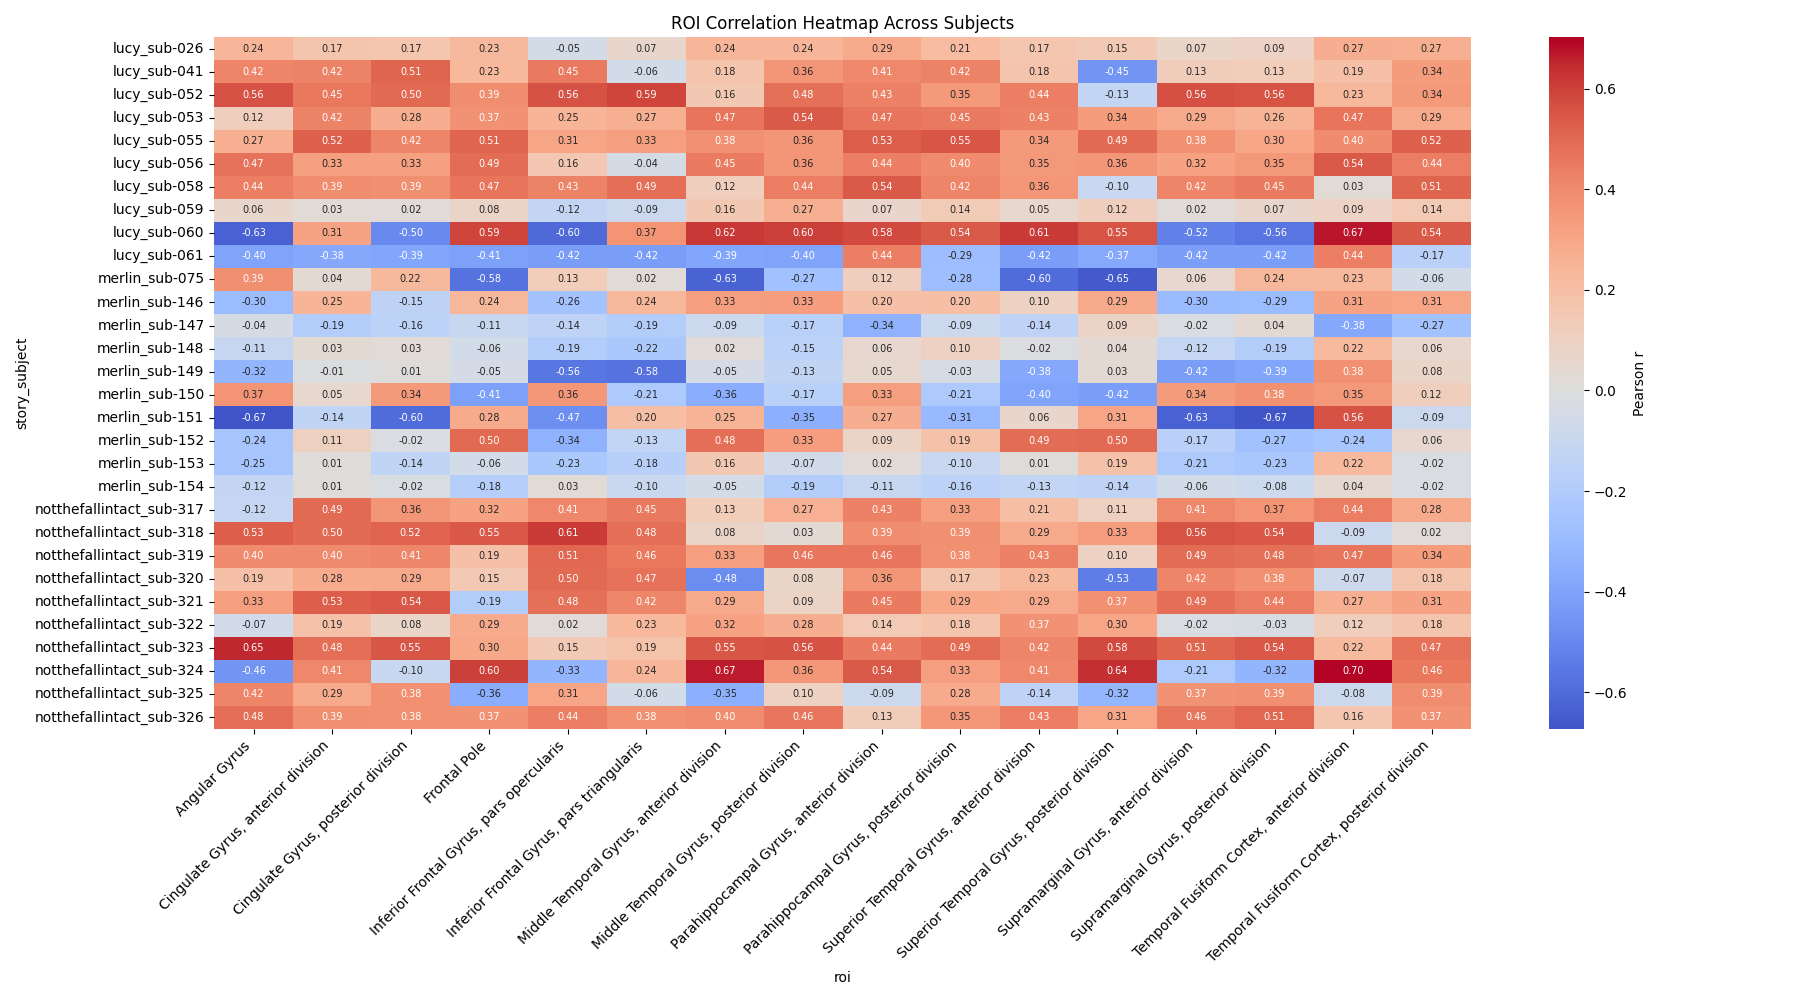 ROI Correlation Heatmap Across Subjects
lucy_sub-026 0.24 0.17 0.17 0.23 -0.05 0.07 0.24 0.24 0.29 0.21 0.17 0.15 0.07 0.09 0.27 0.27
lucy_sub-041 0.42 0.42 0.51 0.23 0.45 -0.06 0.18 0.36 0.41 0.42 0.18 -0.45 0.13 0.13 0.19 0.34
lucy_sub-052 0.56 0.45 0.50 0.39 0.56 0.59 0.16 0.48 0.43 0.35 0.44 -0.13 0.56 0.56 0.23 0.34
lucy_sub-053 0.12 0.42 0.28 0.37 0.25 0.27 0.47 0.54 0.47 0.45 0.43 0.34 0.29 0.26 0.47 0.29
lucy_sub-055 0.27 0.52 0.42 0.51 0.31 0.33 0.38 0.36 0.53 0.55 0.34 0.49 0.38 0.30 0.40 0.52
lucy_sub-056 0.47 0.33 0.33 0.49 0.16 -0.04 0.45 0.36 0.44 0.40 0.35 0.36 0.32 0.35 0.54 0.44
lucy_sub-058 0.44 0.39 0.39 0.47 0.43 0.49 0.12 0.44 0.54 0.42 0.36 -0.10 0.42 0.45 0.03 0.51
lucy_sub-059 0.06 0.03 0.02 0.08 -0.12 -0.09 0.16 0.27 0.07 0.14 0.05 0.12 0.02 0.07 0.09 0.14
lucy_sub-060 -0.63 0.31 -0.50 0.59 -0.60 0.37 0.62 0.60 0.58 0.54 0.61 0.55 -0.52 -0.56 0.67 0.54
lucy_sub-061 -0.40 -0.38 -0.39 -0.41 -0.42 -0.42 -0.39 -0.40 0.44 -0.29 -0.42 -0.37 -0.42 -0.42 0.44 -0.17
merlin_sub-075 0.39 0.04 0.22 -0.58 0.13 0.02 -0.63 -0.27 0.12 -0.28 -0.60 -0.65 0.06 0.24 0.23 -0.06
merlin_sub-146 -0.30 0.25 -0.15 0.24 -0.26 0.24 0.33 0.33 0.20 0.20 0.10 0.29 -0.30 -0.29 0.31 0.31
merlin_sub-147 -0.04 -0.19 -0.16 -0.11 -0.14 -0.19 -0.09 -0.17 -0.34 -0.09 -0.14 0.09 -0.02 0.04 -0.38 -0.27
merlin_sub-148 -0.11 0.03 0.03 -0.06 -0.19 -0.22 0.02 -0.15 0.06 0.10 -0.02 0.04 -0.12 -0.19 0.22 0.06
merlin_sub-149 -0.32 -0.01 0.01 -0.05 -0.56 -0.58 -0.05 -0.13 0.05 -0.03 -0.38 0.03 -0.42 -0.39 0.38 0.08
merlin_sub-150 0.37 0.05 0.34 -0.41 0.36 -0.21 -0.36 -0.17 0.33 -0.21 -0.40 -0.42 0.34 0.38 0.35 0.12
merlin_sub-151 -0.67 -0.14 -0.60 0.28 -0.47 0.20 0.25 -0.35 0.27 -0.31 0.06 0.31 -0.63 -0.67 0.56 -0.09
merlin_sub-152 -0.24 0.11 -0.02 0.50 -0.34 -0.13 0.48 0.33 0.09 0.19 0.49 0.50 -0.17 -0.27 -0.24 0.06
merlin_sub-153 -0.25 0.01 -0.14 -0.06 -0.23 -0.18 0.16 -0.07 0.02 -0.10 0.01 0.19 -0.21 -0.23 0.22 -0.02
merlin_sub-154 -0.12 0.01 -0.02 -0.18 0.03 -0.10 -0.05 -0.19 -0.11 -0.16 -0.13 -0.14 -0.06 -0.08 0.04 -0.02
notthefallintact_sub-317 -0.12 0.49 0.36 0.32 0.41 0.45 0.13 0.27 0.43 0.33 0.21 0.11 0.41 0.37 0.44 0.28
notthefallintact_sub-318 0.53 0.50 0.52 0.55 0.61 0.48 0.08 0.03 0.39 0.39 0.29 0.33 0.56 0.54 -0.09 0.02
notthefallintact_sub-319 0.40 0.40 0.41 0.19 0.51 0.46 0.33 0.46 0.46 0.38 0.43 0.10 0.49 0.48 0.47 0.34
notthefallintact_sub-320 0.19 0.28 0.29 0.15 0.50 0.47 -0.48 0.08 0.36 0.17 0.23 -0.53 0.42 0.38 -0.07 0.18
notthefallintact_sub-321 0.33 0.53 0.54 -0.19 0.48 0.42 0.29 0.09 0.45 0.29 0.29 0.37 0.49 0.44 0.27 0.31
notthefallintact_sub-322 -0.07 0.19 0.08 0.29 0.02 0.23 0.32 0.28 0.14 0.18 0.37 0.30 -0.02 -0.03 0.12 0.18
notthefallintact_sub-323 0.65 0.48 0.55 0.30 0.15 0.19 0.55 0.56 0.44 0.49 0.42 0.58 0.51 0.54 0.22 0.47
notthefallintact_sub-324 -0.46 0.41 -0.10 0.60 -0.33 0.24 0.67 0.36 0.54 0.33 0.41 0.64 -0.21 -0.32 0.70 0.46
notthefallintact_sub-325 0.42 0.29 0.38 -0.36 0.31 -0.06 -0.35 0.10 -0.09 0.28 -0.14 -0.32 0.37 0.39 -0.08 0.39
notthefallintact_sub-326 0.48 0.39 0.38 0.37 0.44 0.38 0.40 0.46 0.13 0.35 0.43 0.31 0.46 0.51 0.16 0.37
story_subject
Angular Gyrus
Cingulate Gyrus, anterior division
Cingulate Gyrus, posterior division
Frontal Pole
Inferior Frontal Gyrus, pars opercularis
Inferior Frontal Gyrus, pars triangularis
Middle Temporal Gyrus, anterior division
Middle Temporal Gyrus, posterior division
Parahippocampal Gyrus, anterior division
Parahippocampal Gyrus, posterior division
Superior Temporal Gyrus, anterior division
Superior Temporal Gyrus, posterior division
Supramarginal Gyrus, anterior division
Supramarginal Gyrus, posterior division
Temporal Fusiform Cortex, anterior division
Temporal Fusiform Cortex, posterior division
roi
0.6
0.4
0.2
0.0
−0.2
−0.4
−0.6
Pearson r